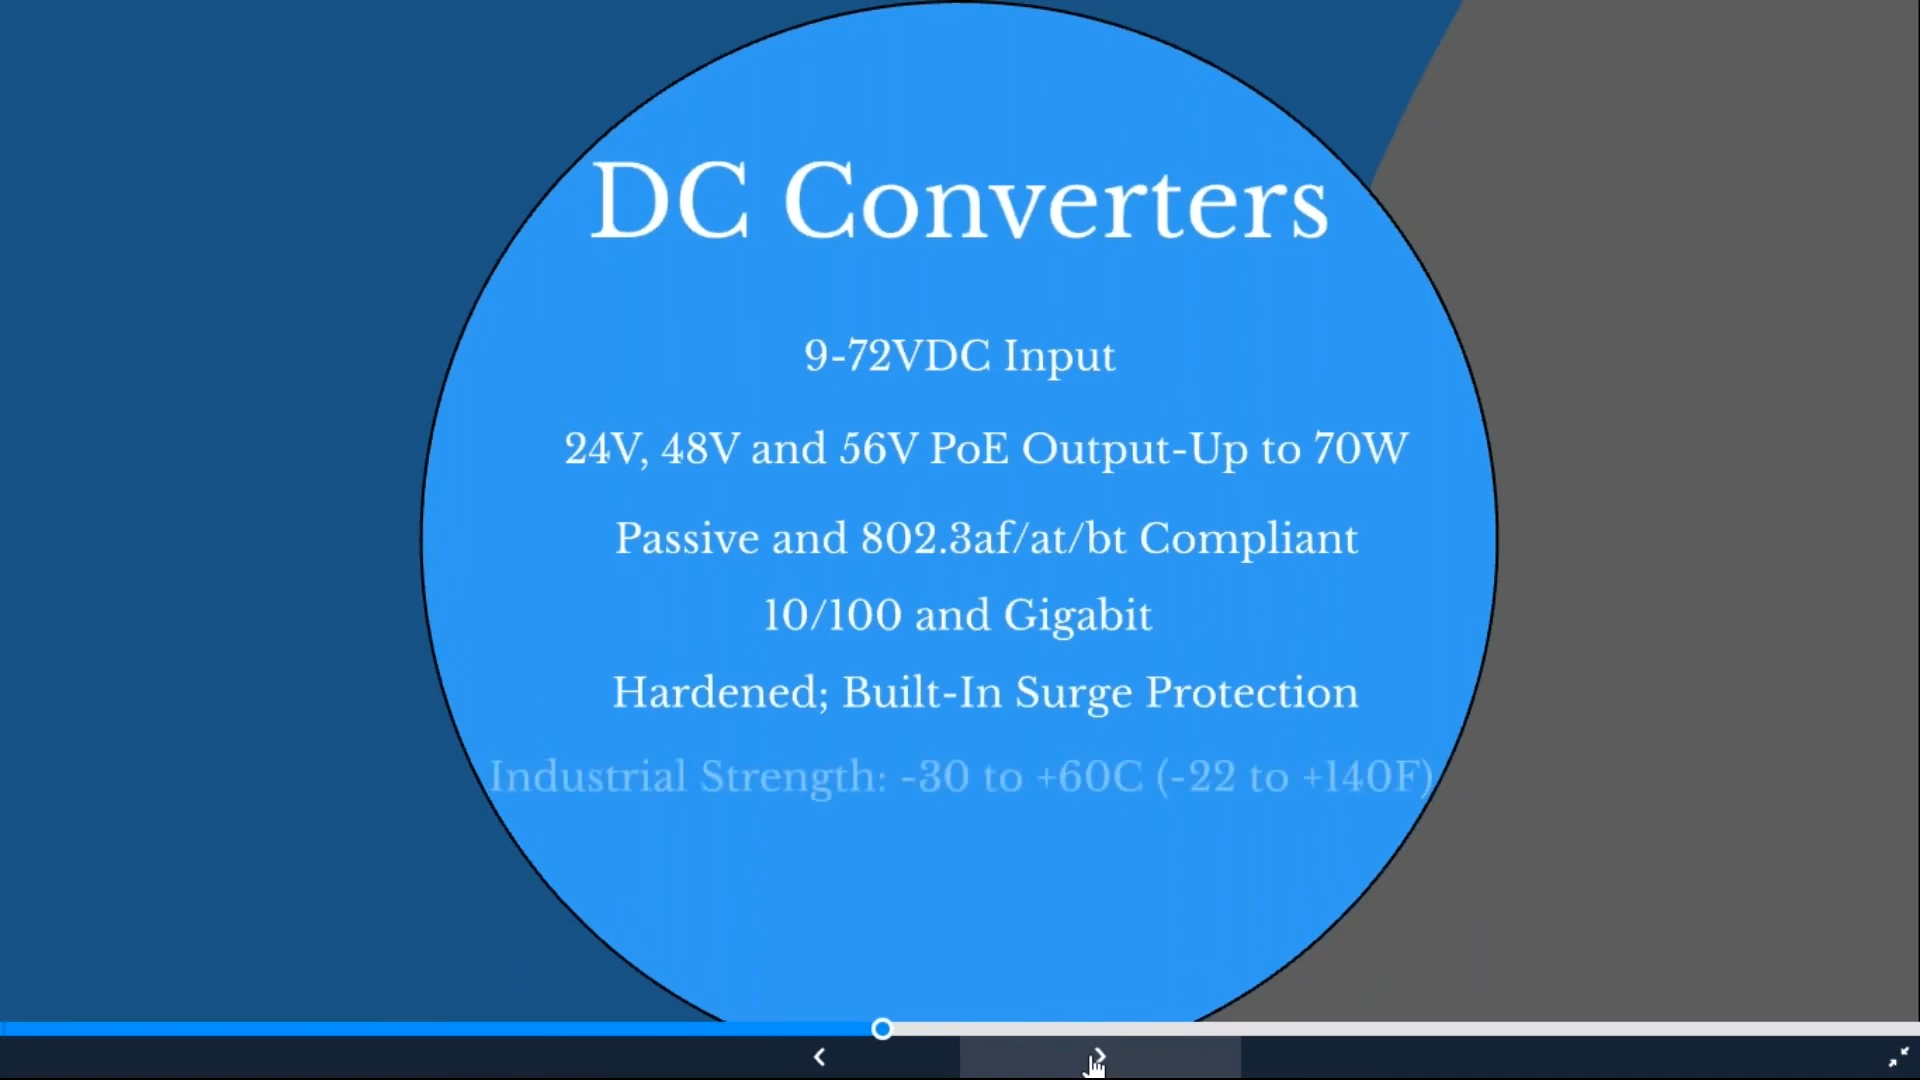 DC Converters
9-72VDC Input
24V, 48V and 56V PoE Output-Up to 70W
Passive and 802.3af/at/bt Compliant
10/100 and Gigabit
Hardened; Built-In Surge Protection
Industrial Strength: -30 to +60C (-22 to +140F)